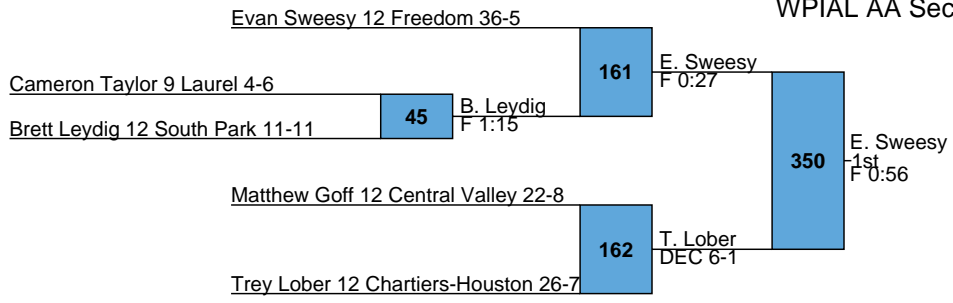 WPIAL AA Sec
Evan Sweesy 12 Freedom 36-5
161
E. Sweesy
F 0:27
Cameron Taylor 9 Laurel 4-6
45
B. Leydig
F 1:15
Brett Leydig 12 South Park 11-11
350
E. Sweesy
1st
F 0:56
Matthew Goff 12 Central Valley 22-8
162
T. Lober
DEC 6-1
Trey Lober 12 Chartiers-Houston 26-7